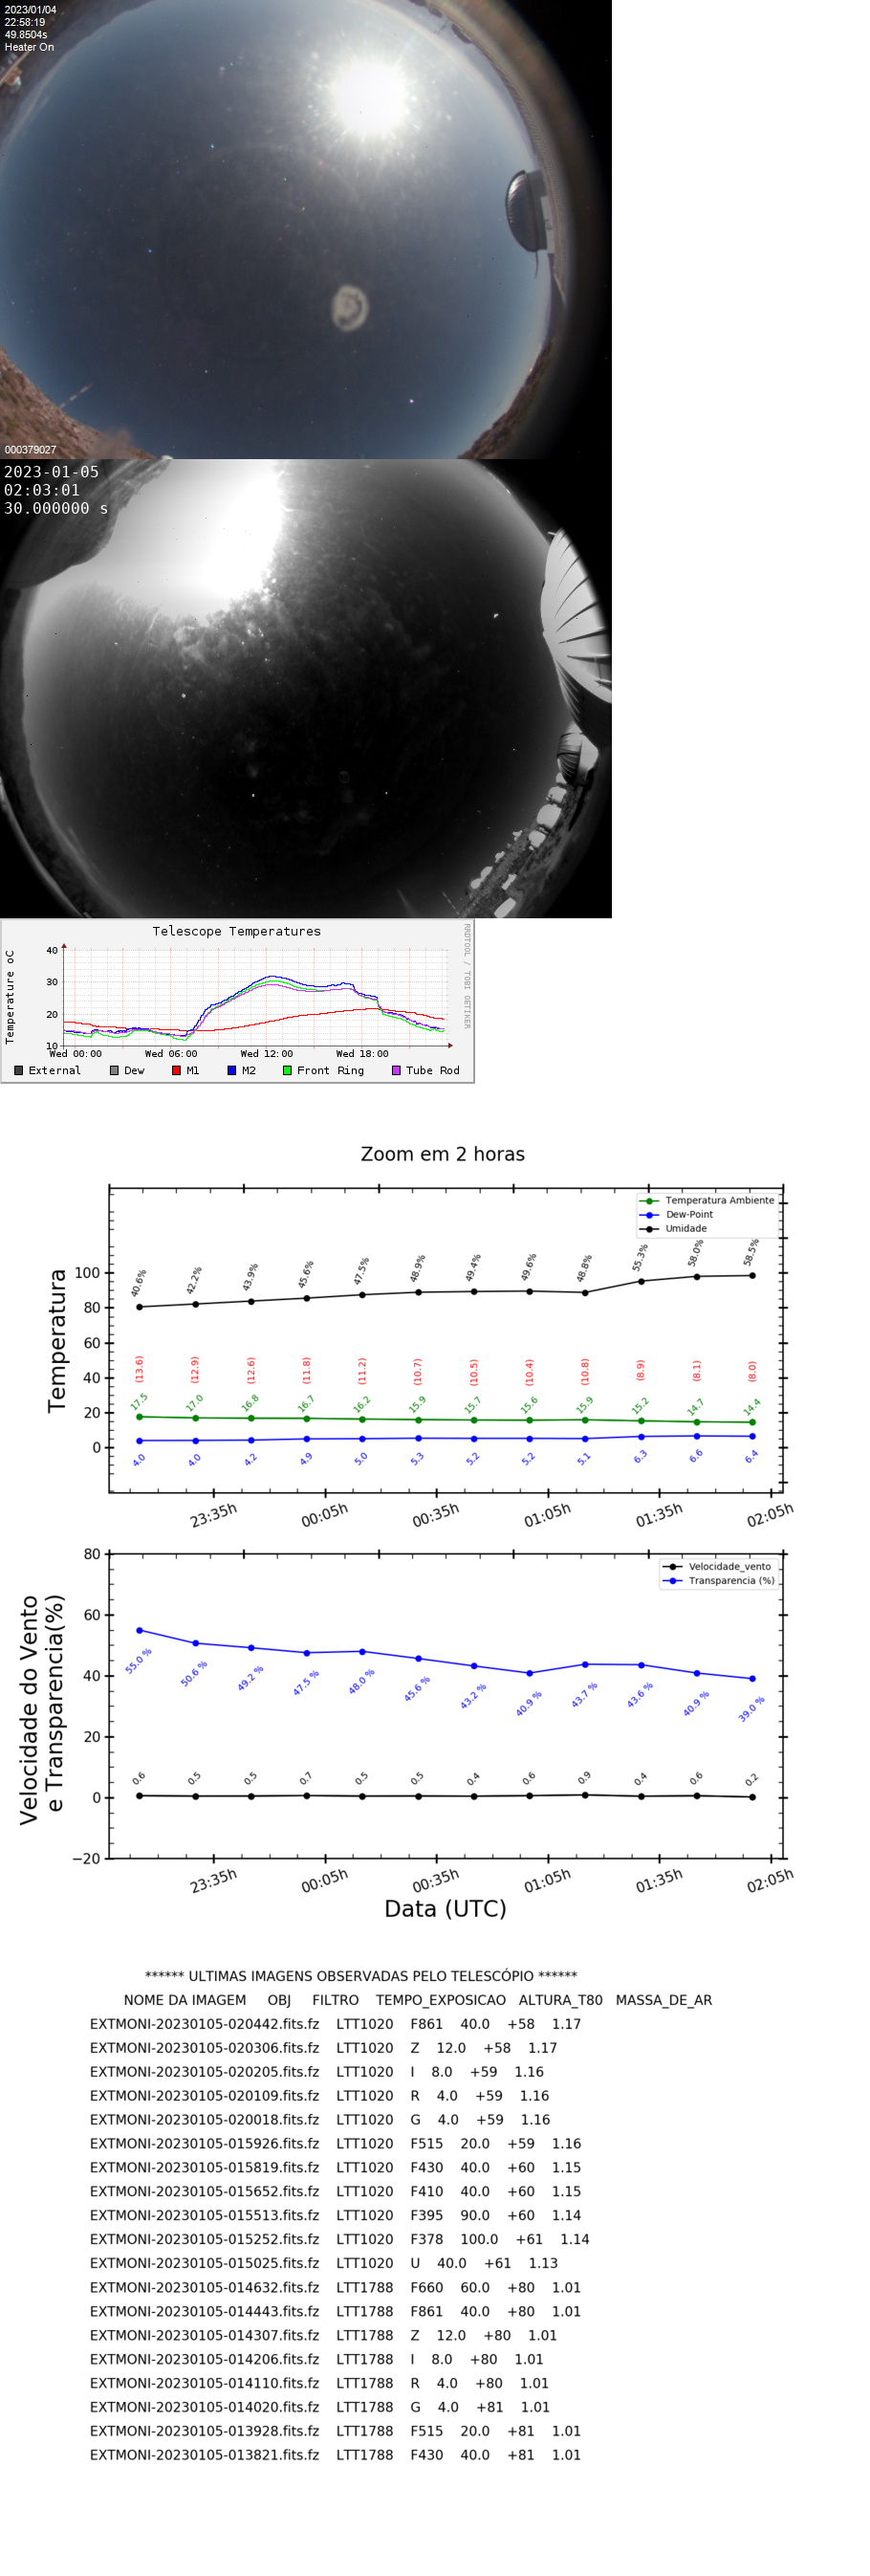 2023/01/04
22:58:19
49.8504s
Heater On
000379027
2023-01-05
02:03:01
30.000000 s
Telescope Temperatures
RRDTOOL / TOBI OETIKER
Temperature oC
40
30
20
10
Wed 00:00 Wed 06:00 Wed 12:00 Wed 18:00
External Dew M1 M2 Front Ring Tube Rod
Zoom em 2 horas
Temperatura Ambiente
Dew-Point
Umidade
Temperatura
100
80
60
40
20
0
40.6% 42.2% 43.9% 45.6% 47.5% 48.9% 49.4% 49.6% 48.8% 55.3% 58.0% 58.5%
(13.6) (12.9) (12.6) (11.8) (11.2) (10.7) (10.5) (10.4) (10.8) (8.9) (8.1) (8.0)
17.5 17.0 16.8 16.7 16.2 15.9 15.7 15.6 15.9 15.2 14.7 14.4
4.0 4.0 4.2 4.9 5.0 5.3 5.2 5.2 5.1 6.3 6.6 6.4
23:35h 00:05h 00:35h 01:05h 01:35h 02:05h
Velocidade_vento
Transparencia (%)
Velocidade do Vento
e Transparencia(%)
80
60
40
20
0
−20
55.0 % 50.6 % 49.2 % 47.5 % 48.0 % 45.6 % 43.2 % 40.9 % 43.7 % 43.6 % 40.9 % 39.0 %
0.6 0.5 0.5 0.7 0.5 0.5 0.4 0.6 0.9 0.4 0.6 0.2
23:35h 00:05h 00:35h 01:05h 01:35h 02:05h
Data (UTC)
****** ULTIMAS IMAGENS OBSERVADAS PELO TELESCÓPIO ******
NOME DA IMAGEM OBJ FILTRO TEMPO_EXPOSICAO ALTURA_T80 MASSA_DE_AR
EXTMONI-20230105-020442.fits.fz LTT1020 F861 40.0 +58 1.17
EXTMONI-20230105-020306.fits.fz LTT1020 Z 12.0 +58 1.17
EXTMONI-20230105-020205.fits.fz LTT1020 I 8.0 +59 1.16
EXTMONI-20230105-020109.fits.fz LTT1020 R 4.0 +59 1.16
EXTMONI-20230105-020018.fits.fz LTT1020 G 4.0 +59 1.16
EXTMONI-20230105-015926.fits.fz LTT1020 F515 20.0 +59 1.16
EXTMONI-20230105-015819.fits.fz LTT1020 F430 40.0 +60 1.15
EXTMONI-20230105-015652.fits.fz LTT1020 F410 40.0 +60 1.15
EXTMONI-20230105-015513.fits.fz LTT1020 F395 90.0 +60 1.14
EXTMONI-20230105-015252.fits.fz LTT1020 F378 100.0 +61 1.14
EXTMONI-20230105-015025.fits.fz LTT1020 U 40.0 +61 1.13
EXTMONI-20230105-014632.fits.fz LTT1788 F660 60.0 +80 1.01
EXTMONI-20230105-014443.fits.fz LTT1788 F861 40.0 +80 1.01
EXTMONI-20230105-014307.fits.fz LTT1788 Z 12.0 +80 1.01
EXTMONI-20230105-014206.fits.fz LTT1788 I 8.0 +80 1.01
EXTMONI-20230105-014110.fits.fz LTT1788 R 4.0 +80 1.01
EXTMONI-20230105-014020.fits.fz LTT1788 G 4.0 +81 1.01
EXTMONI-20230105-013928.fits.fz LTT1788 F515 20.0 +81 1.01
EXTMONI-20230105-013821.fits.fz LTT1788 F430 40.0 +81 1.01